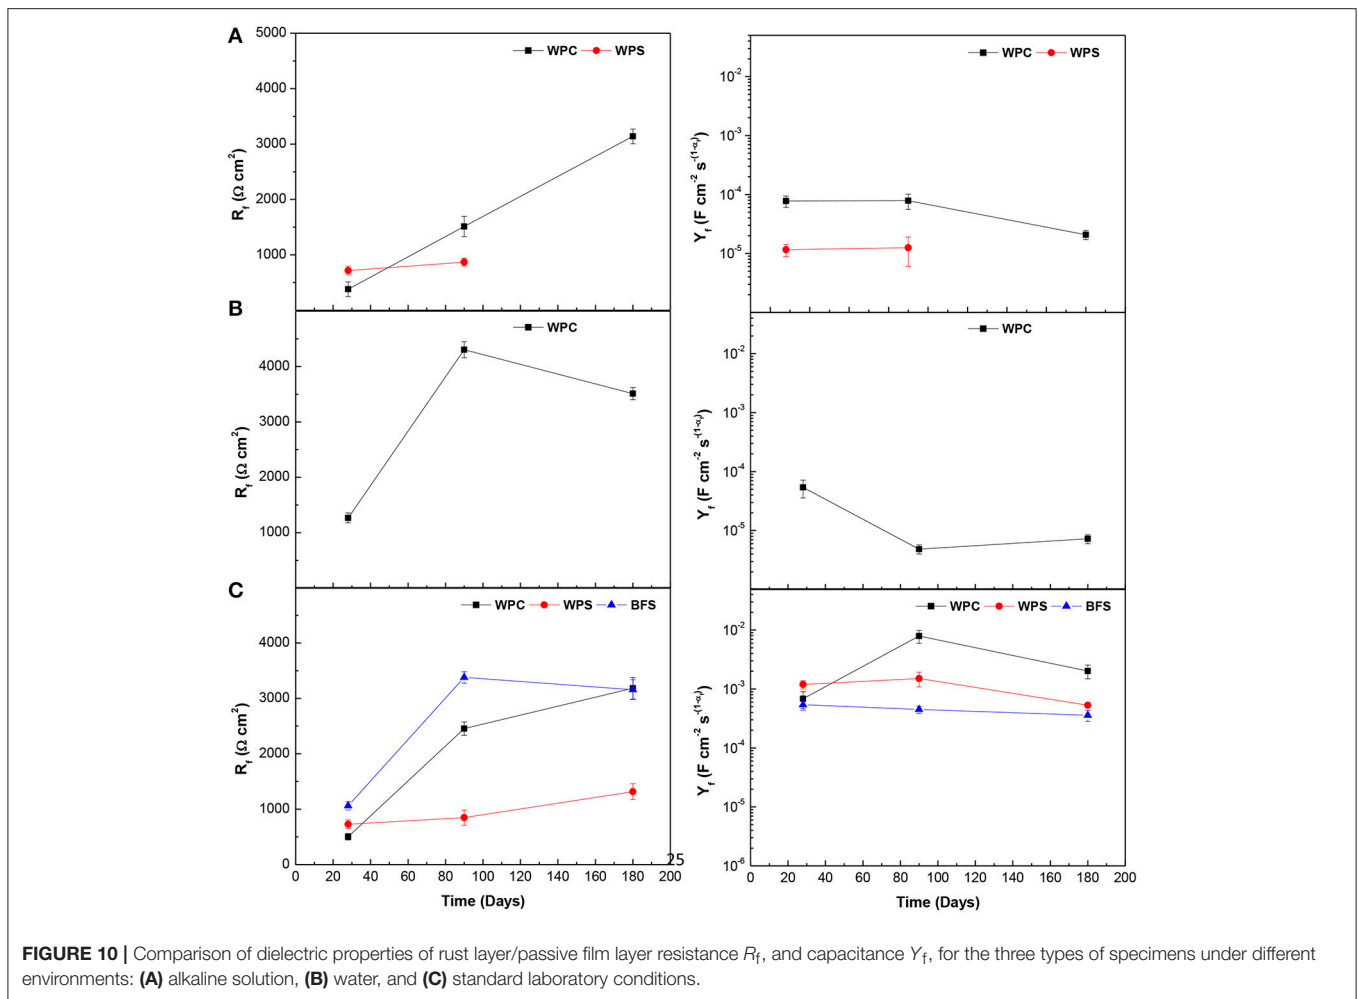 A
WPC WPS
5000
4000
3000
2000
1000
R_f (Ω cm²)
WPC WPS
10⁻²
10⁻³
10⁻⁴
10⁻⁵
Y_f (F cm⁻² s^-(1-α_f))
B
WPC
4000
3000
2000
1000
R_f (Ω cm²)
WPC
10⁻²
10⁻³
10⁻⁴
10⁻⁵
Y_f (F cm⁻² s^-(1-α_f))
C
WPC WPS BFS
4000
3000
2000
1000
0
R_f (Ω cm²)
25
0 20 40 60 80 100 120 140 160 180 200
Time (Days)
WPC WPS BFS
10⁻²
10⁻³
10⁻⁴
10⁻⁵
10⁻⁶
Y_f (F cm⁻² s^-(1-α_f))
0 20 40 60 80 100 120 140 160 180 200
Time (Days)
FIGURE 10 | Comparison of dielectric properties of rust layer/passive film layer resistance R_f, and capacitance Y_f, for the three types of specimens under different
environments: (A) alkaline solution, (B) water, and (C) standard laboratory conditions.